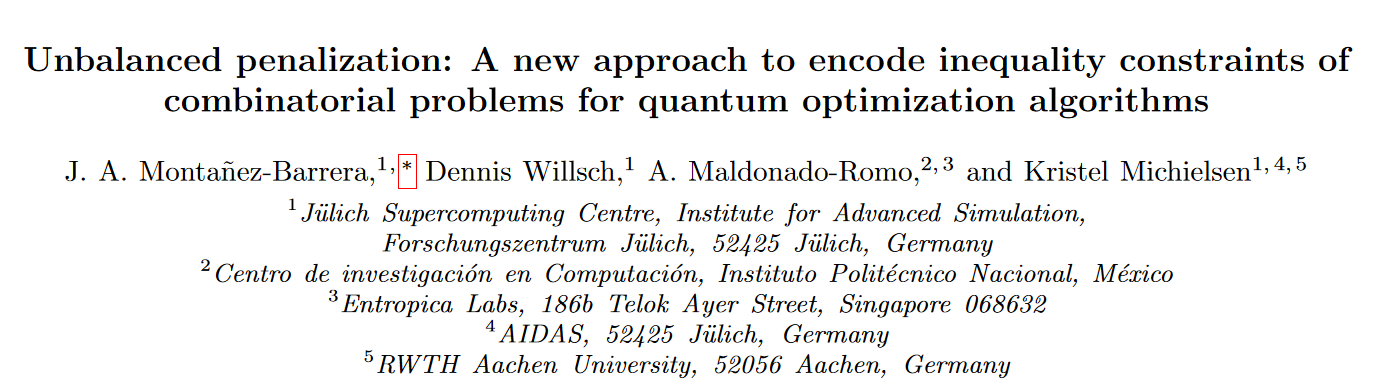 Unbalanced penalization: A new approach to encode inequality constraints of
combinatorial problems for quantum optimization algorithms
J. A. Montañez-Barrera,1,* Dennis Willsch,1 A. Maldonado-Romo,2,3 and Kristel Michielsen1,4,5
1Jülich Supercomputing Centre, Institute for Advanced Simulation,
Forschungszentrum Jülich, 52425 Jülich, Germany
2Centro de investigación en Computación, Instituto Politécnico Nacional, México
3Entropica Labs, 186b Telok Ayer Street, Singapore 068632
4AIDAS, 52425 Jülich, Germany
5RWTH Aachen University, 52056 Aachen, Germany